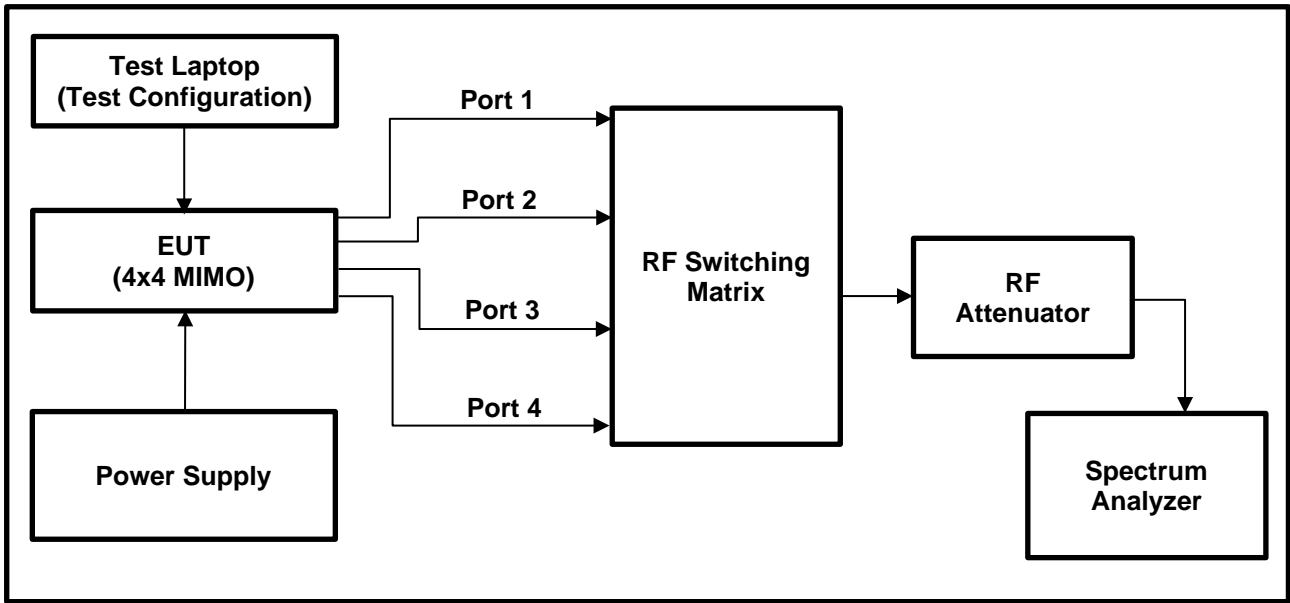 Test Laptop
(Test Configuration)
Port 1
Port 2
EUT
(4x4 MIMO)
RF Switching
Matrix
RF
Attenuator
Port 3
Port 4
Power Supply
Spectrum
Analyzer